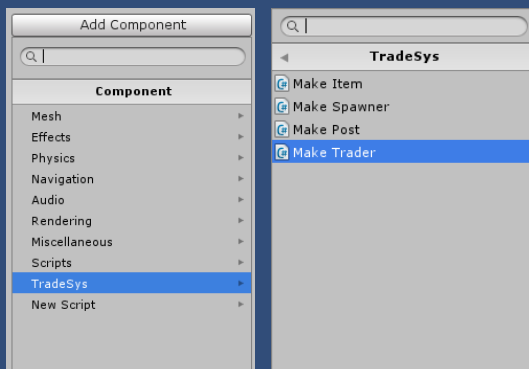 Add Component
Component
Mesh
Effects
Physics
Navigation
Audio
Rendering
Miscellaneous
Scripts
TradeSys
New Script
TradeSys
Make Item
Make Spawner
Make Post
Make Trader